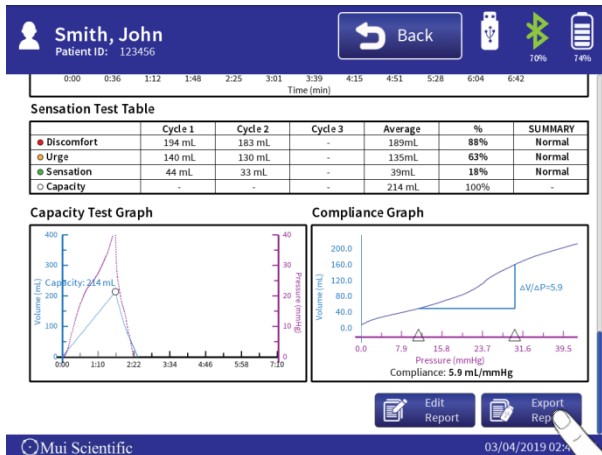 Smith, John
Patient ID: 123456
Back
70%
74%
0:00 0:36 1:12 1:48 2:25 3:01 3:39 4:15 4:51 5:28 6:04 6:42
Time (min)
Sensation Test Table
Cycle 1 Cycle 2 Cycle 3 Average % SUMMARY
Discomfort 194 mL 183 mL - 189mL 88% Normal
Urge 140 mL 130 mL - 135mL 63% Normal
Sensation 44 mL 33 mL - 39mL 18% Normal
Capacity - - - 214 mL 100% -
Capacity Test Graph
400
300
200
100
0
Volume (mL)
Capacity: 214 mL
40
30
20
10
0
Pressure (mmHg)
0:00 1:10 2:22 3:34 4:46 5:58 7:10
Compliance Graph
200.0
160.0
120.0
80.0
40.0
0.0
Volume (mL)
ΔV/ΔP=5.9
0.0 7.9 15.8 23.7 31.6 39.5
Pressure (mmHg)
Compliance: 5.9 mL/mmHg
Edit
Report
Export
Mui Scientific
03/04/2019